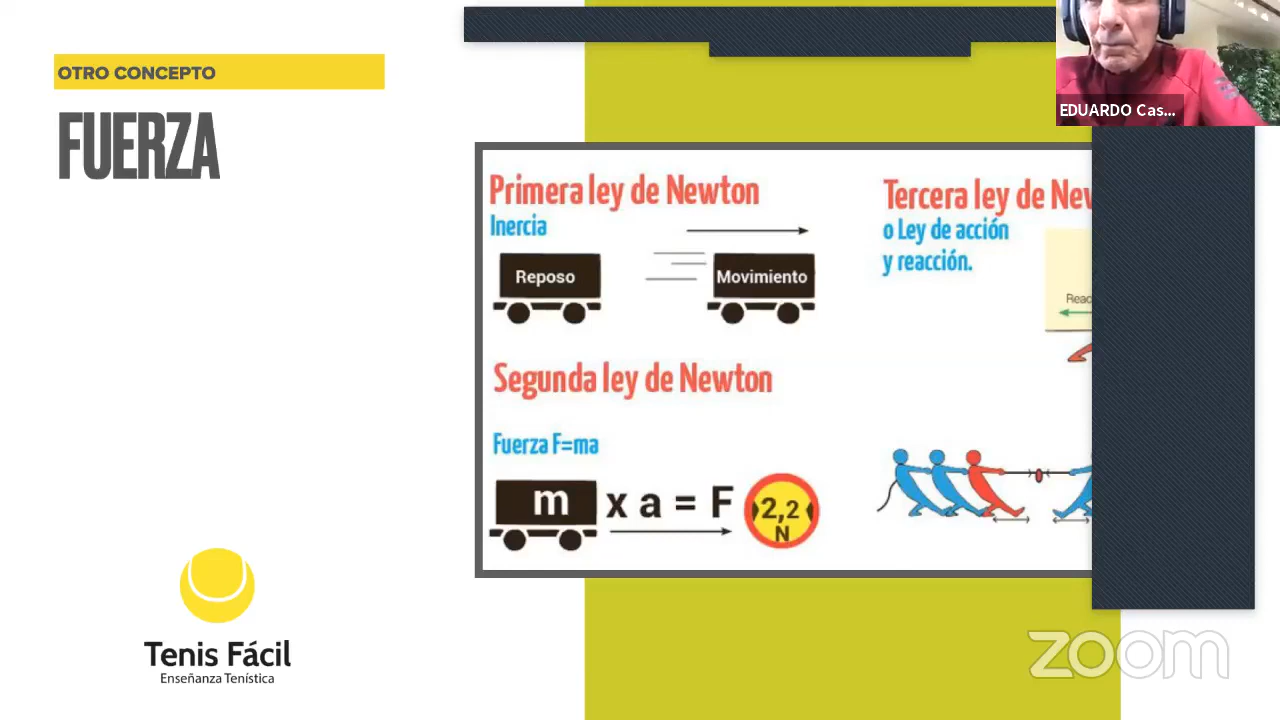 OTRO CONCEPTO
FUERZA
EDUARDO Cas...
Primera ley de Newton
Inercia
Reposo
Movimiento
Segunda ley de Newton
Fuerza F=ma
m x a = F 2,2 N
Tercera ley de
o Ley de acción
y reacción.
Tenis Fácil
Enseñanza Tenística
zoom